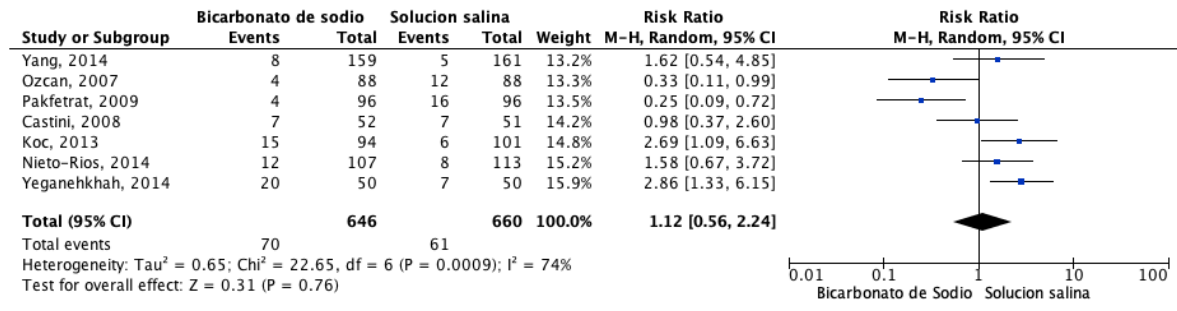 Bicarbonato de sodio Solucion salina Risk Ratio Risk Ratio
Study or Subgroup Events Total Events Total Weight M-H, Random, 95% CI M-H, Random, 95% CI
Yang, 2014 8 159 5 161 13.2% 1.62 [0.54, 4.85]
Ozcan, 2007 4 88 12 88 13.3% 0.33 [0.11, 0.99]
Pakfetrat, 2009 4 96 16 96 13.5% 0.25 [0.09, 0.72]
Castini, 2008 7 52 7 51 14.2% 0.98 [0.37, 2.60]
Koc, 2013 15 94 6 101 14.8% 2.69 [1.09, 6.63]
Nieto-Rios, 2014 12 107 8 113 15.2% 1.58 [0.67, 3.72]
Yeganehkhah, 2014 20 50 7 50 15.9% 2.86 [1.33, 6.15]
Total (95% CI) 646 660 100.0% 1.12 [0.56, 2.24]
Total events 70 61
Heterogeneity: Tau² = 0.65; Chi² = 22.65, df = 6 (P = 0.0009); I² = 74%
Test for overall effect: Z = 0.31 (P = 0.76)
0.01 0.1 1 10 100
Bicarbonato de Sodio Solucion salina